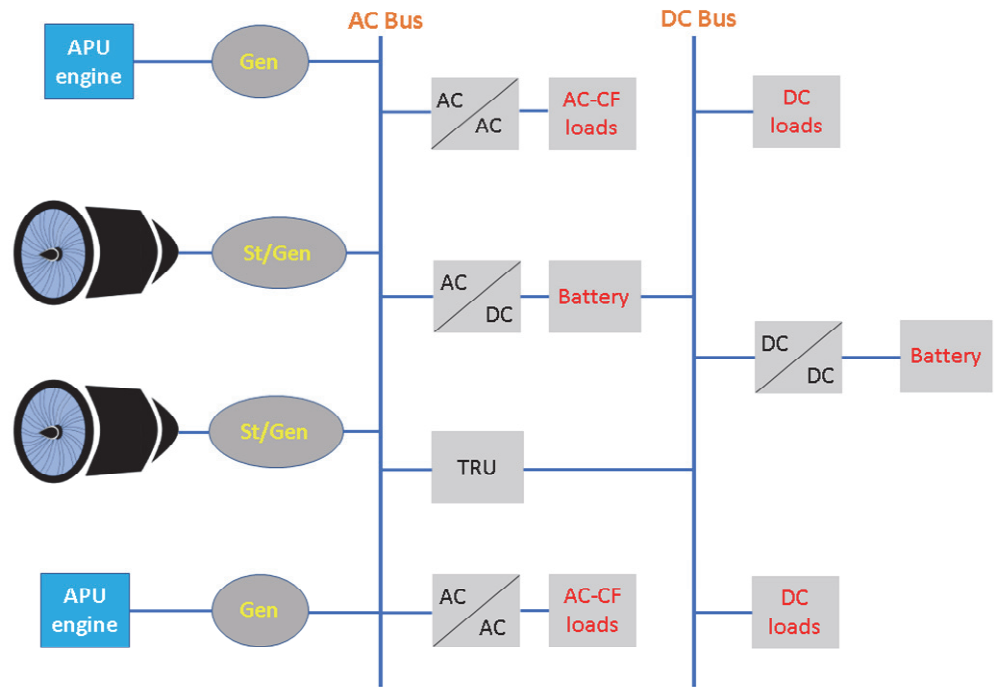 AC Bus
DC Bus
APU
engine
Gen
AC
AC
AC-CF
loads
DC
loads
St/Gen
AC
DC
Battery
DC
DC
Battery
St/Gen
TRU
APU
engine
Gen
AC
AC
AC-CF
loads
DC
loads